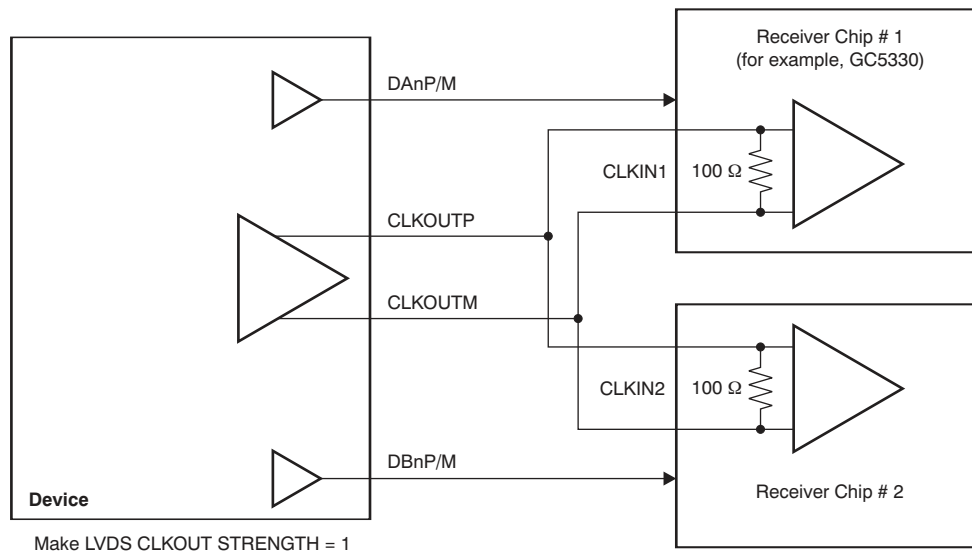 Receiver Chip # 1
(for example, GC5330)
DAnP/M
CLKIN1
100 Ω
CLKOUTP
CLKOUTM
CLKIN2
100 Ω
DBnP/M
Device
Receiver Chip # 2
Make LVDS CLKOUT STRENGTH = 1